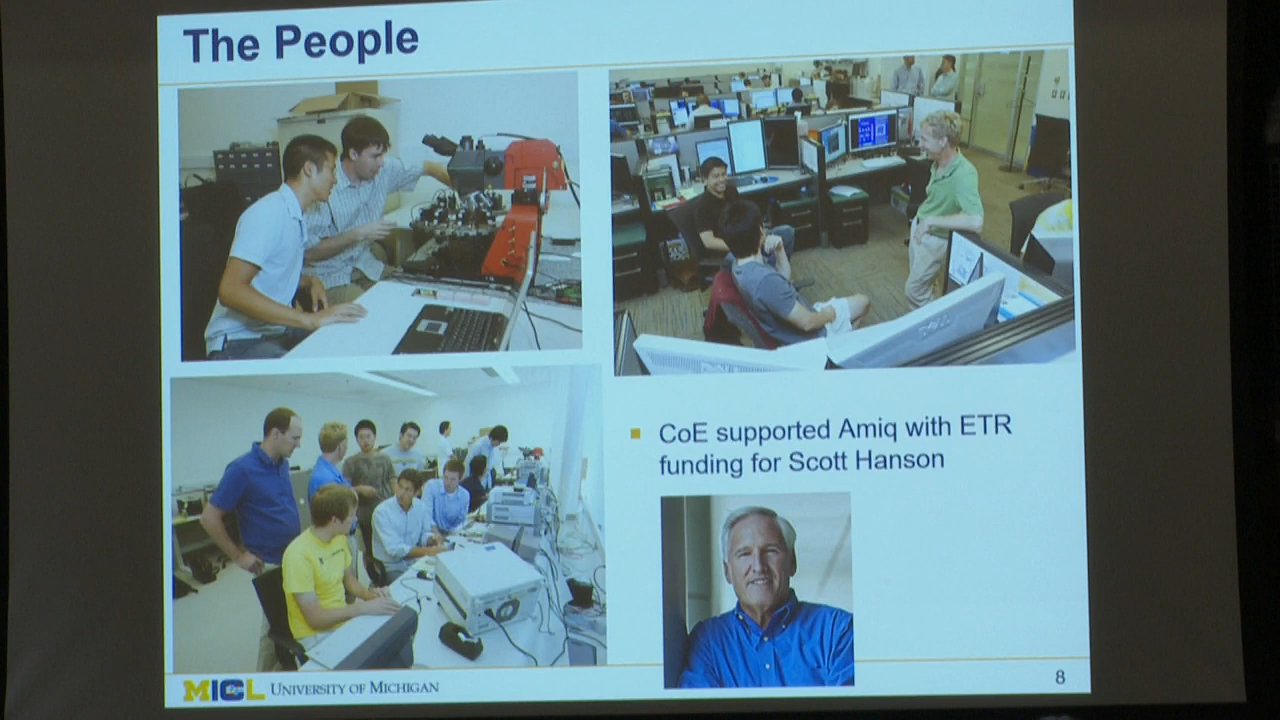 The People
CoE supported Amiq with ETR
funding for Scott Hanson
MICL UNIVERSITY OF MICHIGAN
8